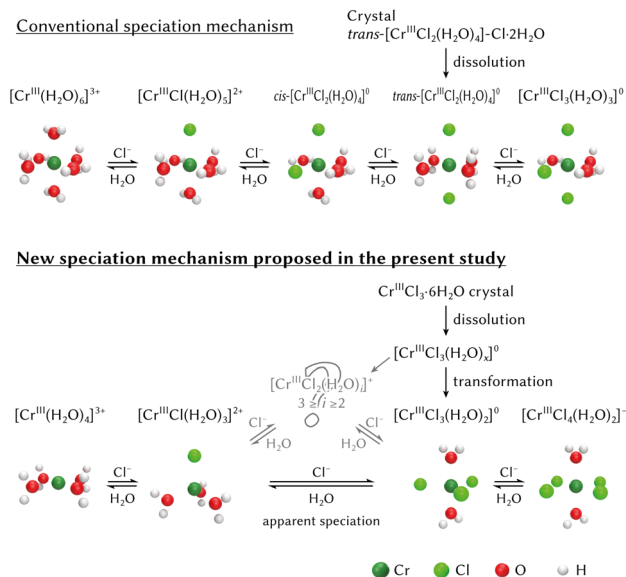 Conventional speciation mechanism
Crystal
trans-[CrIIICl2(H2O)4]-Cl·2H2O
dissolution
[CrIII(H2O)6]3+ [CrIIICl(H2O)5]2+ cis-[CrIIICl2(H2O)4]0 trans-[CrIIICl2(H2O)4]0 [CrIIICl3(H2O)3]0
Cl− Cl− Cl− Cl−
H2O H2O H2O H2O
New speciation mechanism proposed in the present study
CrIIICl3·6H2O crystal
dissolution
[CrIIICl3(H2O)x]0
transformation
[CrIIICl2(H2O)i]+
3 ≥ i ≥2
[CrIII(H2O)4]3+ [CrIIICl(H2O)3]2+ [CrIIICl3(H2O)2]0 [CrIIICl4(H2O)2]−
Cl− Cl−
H2O H2O
Cl− Cl− Cl−
H2O H2O H2O
apparent speciation
Cr Cl O H